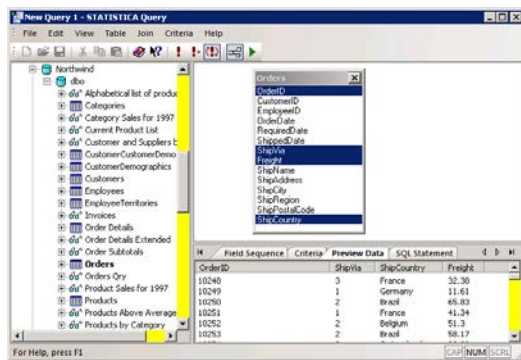 New Query 1 - STATISTICA Query
File Edit View Table Join Criteria Help
Northwind
dbo
Alphabetical list of produc
Categories
Category Sales for 1997
Current Product List
Customer and Suppliers b
CustomerCustomerDemo
CustomerDemographics
Customers
Employees
EmployeeTerritories
Invoices
Order Details
Order Details Extended
Order Subtotals
Orders
Orders Qry
Product Sales for 1997
Products
Products Above Average
Products by Category
Orders
OrderID
CustomerID
EmployeeID
OrderDate
RequiredDate
ShippedDate
ShipVia
Freight
ShipName
ShipAddress
ShipCity
ShipRegion
ShipPostalCode
ShipCountry
Field Sequence Criteria Preview Data SQL Statement
OrderID ShipVia ShipCountry Freight
10248 3 France 32.38
10249 1 Germany 11.61
10250 2 Brazil 65.83
10251 1 France 41.34
10252 2 Belgium 51.3
10253 2 Brazil 58.17
For Help, press F1
CAP NUM SCRL